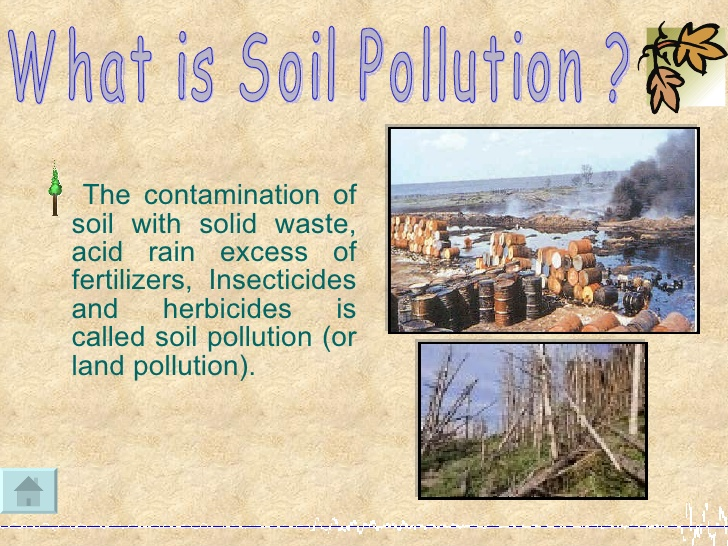 What is Soil Pollution ?
The contamination of
soil with solid waste,
acid rain excess of
fertilizers, Insecticides
and herbicides is
called soil pollution (or
land pollution).